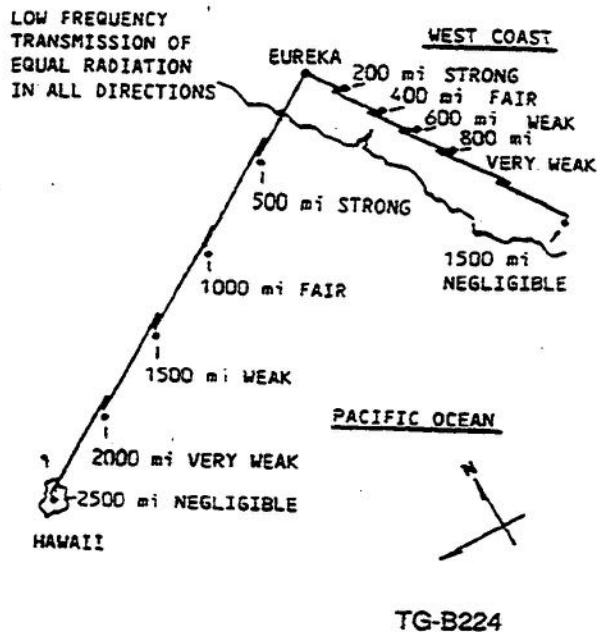 LOW FREQUENCY
TRANSMISSION OF
EQUAL RADIATION
IN ALL DIRECTIONS
EUREKA
WEST COAST
200 mi STRONG
400 mi FAIR
600 mi WEAK
800 mi
VERY WEAK
1500 mi
NEGLIGIBLE
500 mi STRONG
1000 mi FAIR
1500 mi WEAK
2000 mi VERY WEAK
2500 mi NEGLIGIBLE
HAWAII
PACIFIC OCEAN
N
TG-B224